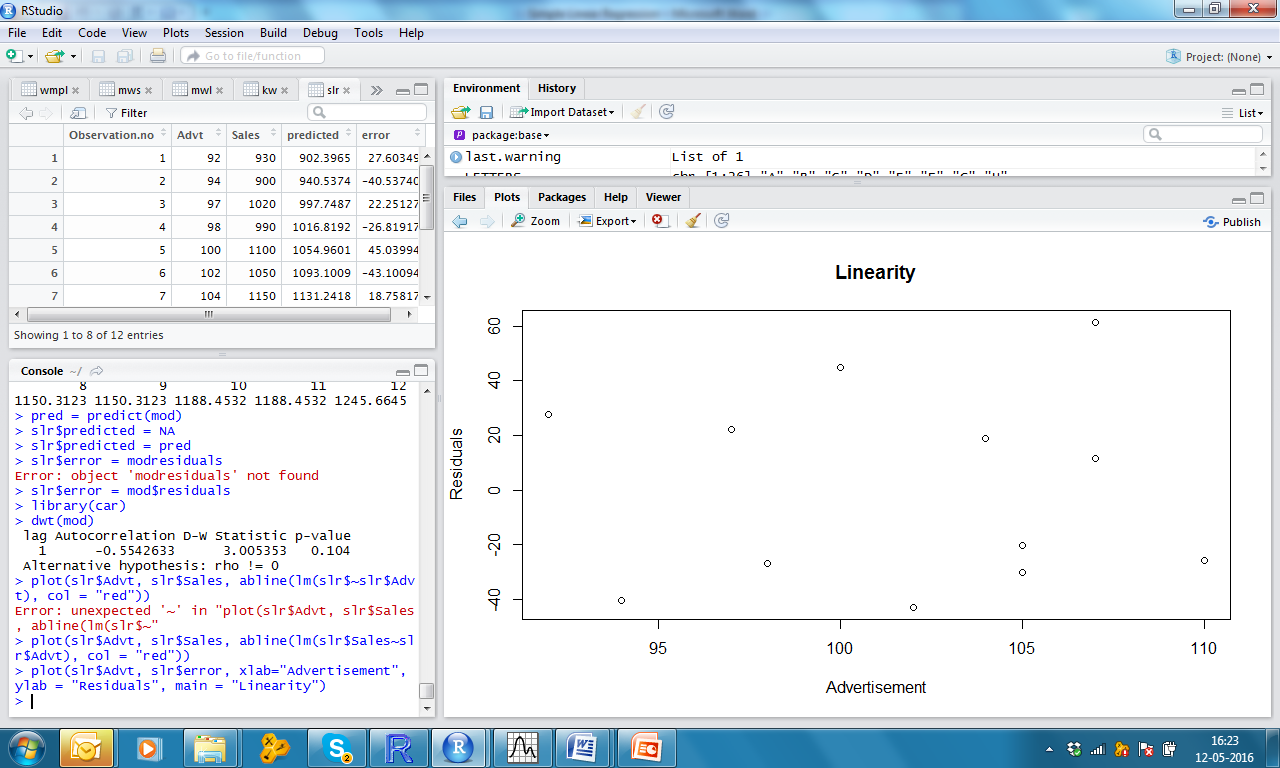 RStudio
File Edit Code View Plots Session Build Debug Tools Help
Go to file/function Project: (None)
wmpl mws mwl kw slr
Filter
Observation.no Advt Sales predicted error
1 1 92 930 902.3965 27.60349
2 2 94 900 940.5374 -40.53740
3 3 97 1020 997.7487 22.25127
4 4 98 990 1016.8192 -26.81917
5 5 100 1100 1054.9601 45.03994
6 6 102 1050 1093.1009 -43.10094
7 7 104 1150 1131.2418 18.75817
Showing 1 to 8 of 12 entries
Console ~/
8 9 10 11 12
1150.3123 1150.3123 1188.4532 1188.4532 1245.6645
> pred = predict(mod)
> slr$predicted = NA
> slr$predicted = pred
> slr$error = modresiduals
Error: object 'modresiduals' not found
> slr$error = mod$residuals
> library(car)
> dwt(mod)
lag Autocorrelation D-W Statistic p-value
1 -0.5542633 3.005353 0.104
Alternative hypothesis: rho != 0
> plot(slr$Advt, slr$Sales, abline(lm(slr$~slr$Adv
t), col = "red"))
Error: unexpected '~' in "plot(slr$Advt, slr$Sales
, abline(lm(slr$~"
> plot(slr$Advt, slr$Sales, abline(lm(slr$Sales~sl
r$Advt), col = "red"))
> plot(slr$Advt, slr$error, xlab="Advertisement",
ylab = "Residuals", main = "Linearity")
>
Environment History
Import Dataset List
package:base
last.warning List of 1
LETTERS chr [1:26] "A" "B" "C" "D" "E" "F" "G" "H"
Files Plots Packages Help Viewer
Zoom Export Publish
Linearity
Residuals
60
40
20
0
-20
-40
95 100 105 110
Advertisement
16:23
12-05-2016